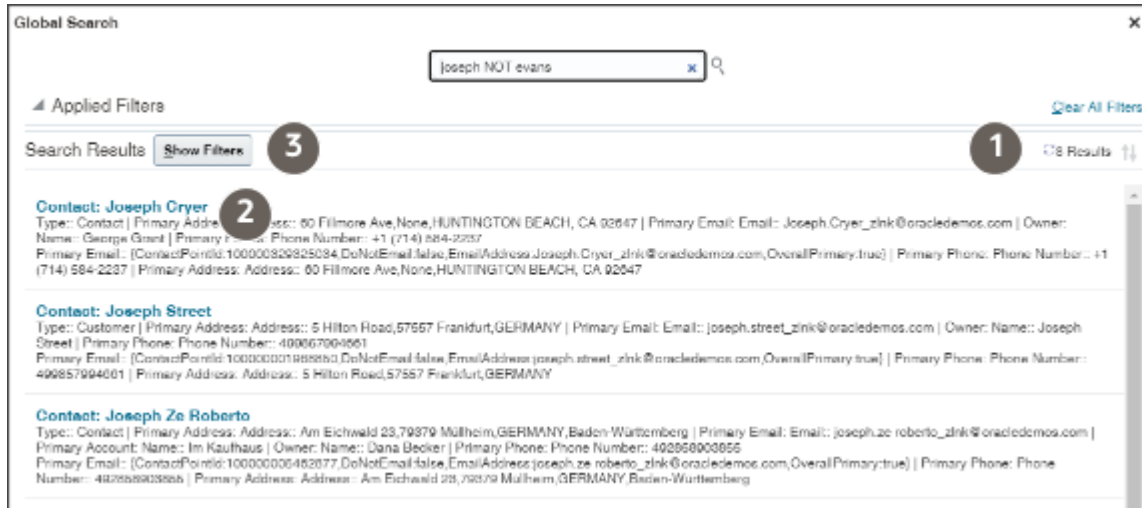 Global Search
joseph NOT evans
Applied Filters
Clear All Filters
Search Results Show Filters 3 1 8 Results
Contact: Joseph Cryer
2
Type:: Contact | Primary Address: 60 Fillmore Ave,None,HUNTINGTON BEACH, CA 92647 | Primary Email: Email:: Joseph.Cryer_zink@oracledemos.com | Owner:
Name:: George Grant | Primary Phone: Phone Number:: +1 (714) 584-2237
Primary Email:: {ContactPointId:100000329325034,DoNotEmail:false,EmailAddress:Joseph.Cryer_zink@oracledemos.com,OverallPrimary:true} | Primary Phone: Phone Number:: +1
(714) 584-2237 | Primary Address: Address:: 60 Fillmore Ave,None,HUNTINGTON BEACH, CA 92647
Contact: Joseph Street
Type:: Customer | Primary Address: Address:: 5 Hilton Road,57557 Frankfurt,GERMANY | Primary Email: Email:: joseph.street_zink@oracledemos.com | Owner: Name:: Joseph
Street | Primary Phone: Phone Number:: 499857994661
Primary Email:: {ContactPointId:100000001988850,DoNotEmail:false,EmailAddress:joseph.street_zink@oracledemos.com,OverallPrimary:true} | Primary Phone: Phone Number::
499857994661 | Primary Address: Address:: 5 Hilton Road,57557 Frankfurt,GERMANY
Contact: Joseph Ze Roberto
Type:: Contact | Primary Address: Address:: Am Eichwald 23,79379 Müllheim,GERMANY,Baden-Württemberg | Primary Email: Email:: joseph.ze roberto_zink@oracledemos.com |
Primary Account: Name:: Im Kaufhaus | Owner: Name:: Dana Becker | Primary Phone: Phone Number:: 492858903855
Primary Email:: {ContactPointId:100000006482677,DoNotEmail:false,EmailAddress:joseph.ze roberto_zink@oracledemos.com,OverallPrimary:true} | Primary Phone: Phone
Number:: 492858903855 | Primary Address: Address:: Am Eichwald 23,79379 Müllheim,GERMANY,Baden-Württemberg